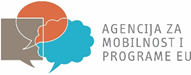 AGENCIJA ZA
MOBILNOST I
PROGRAME EU